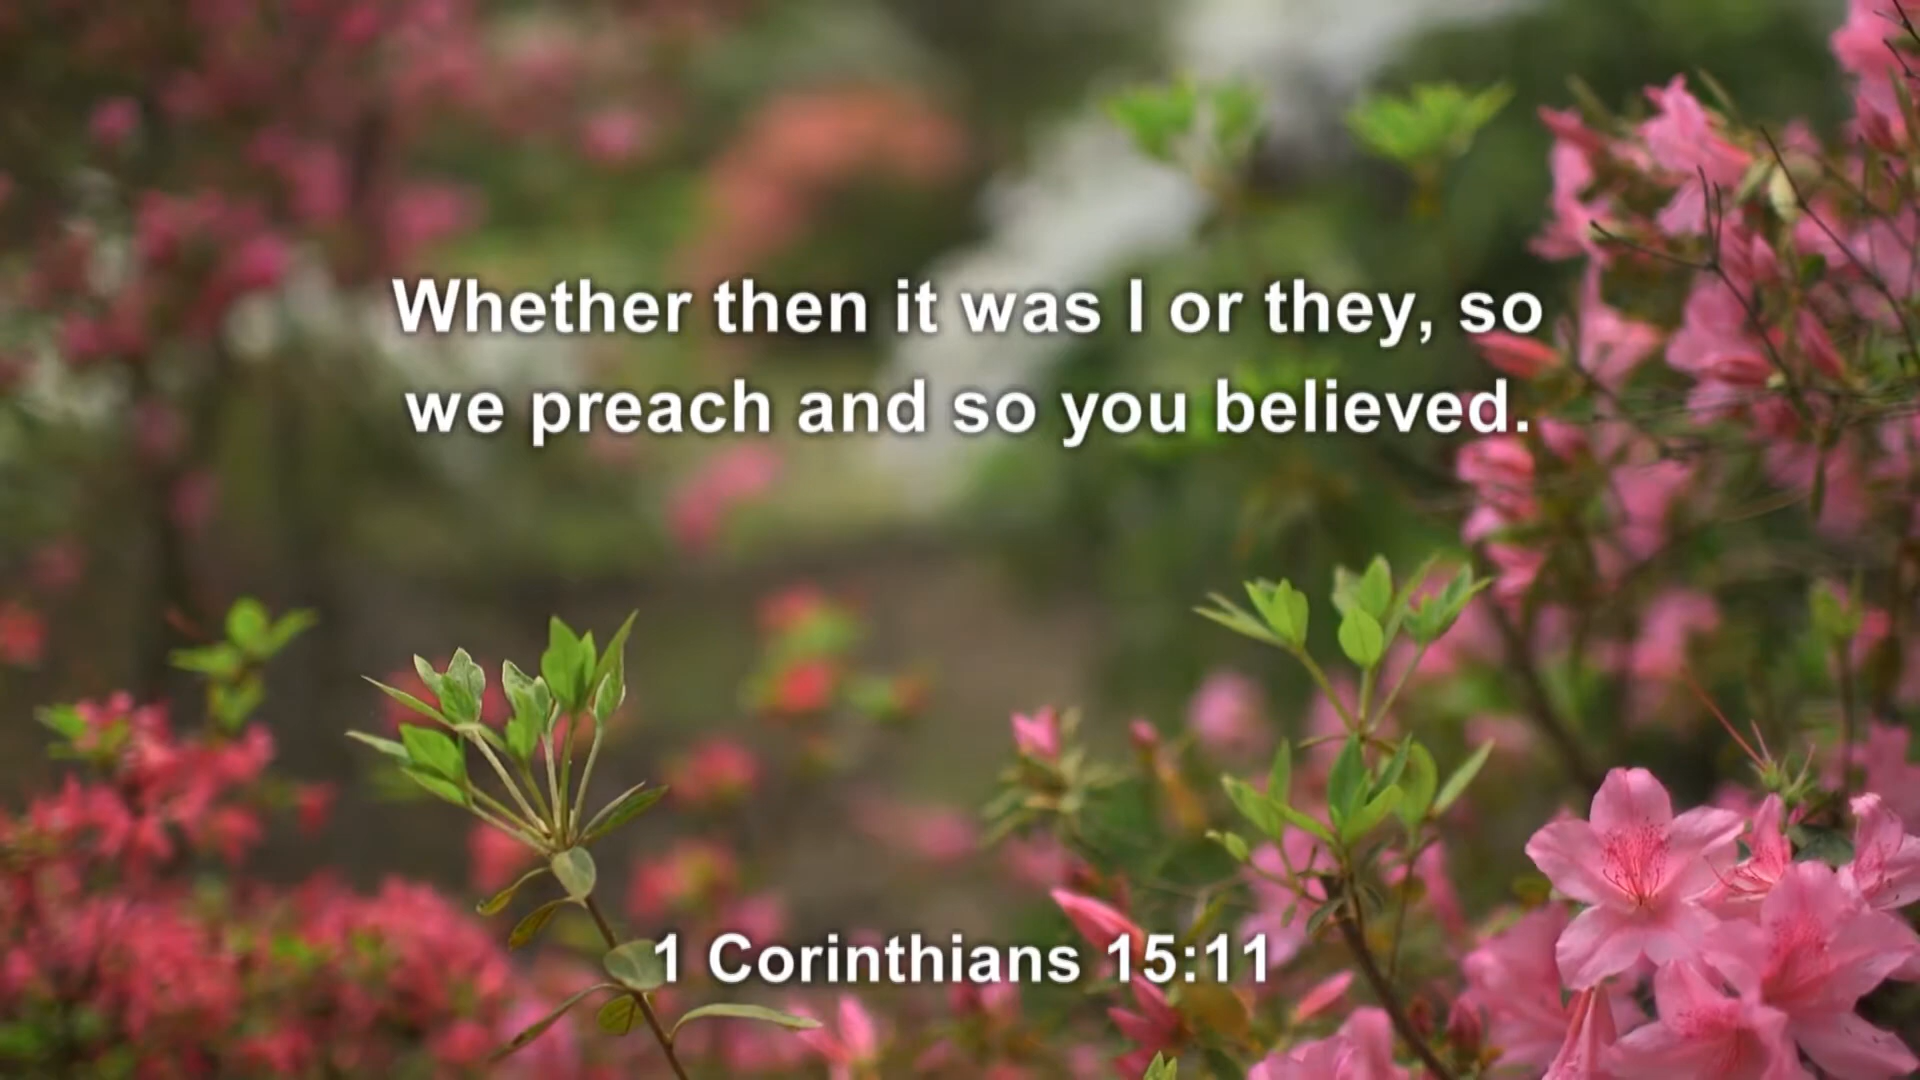 Whether then it was I or they, so
we preach and so you believed.
1 Corinthians 15:11